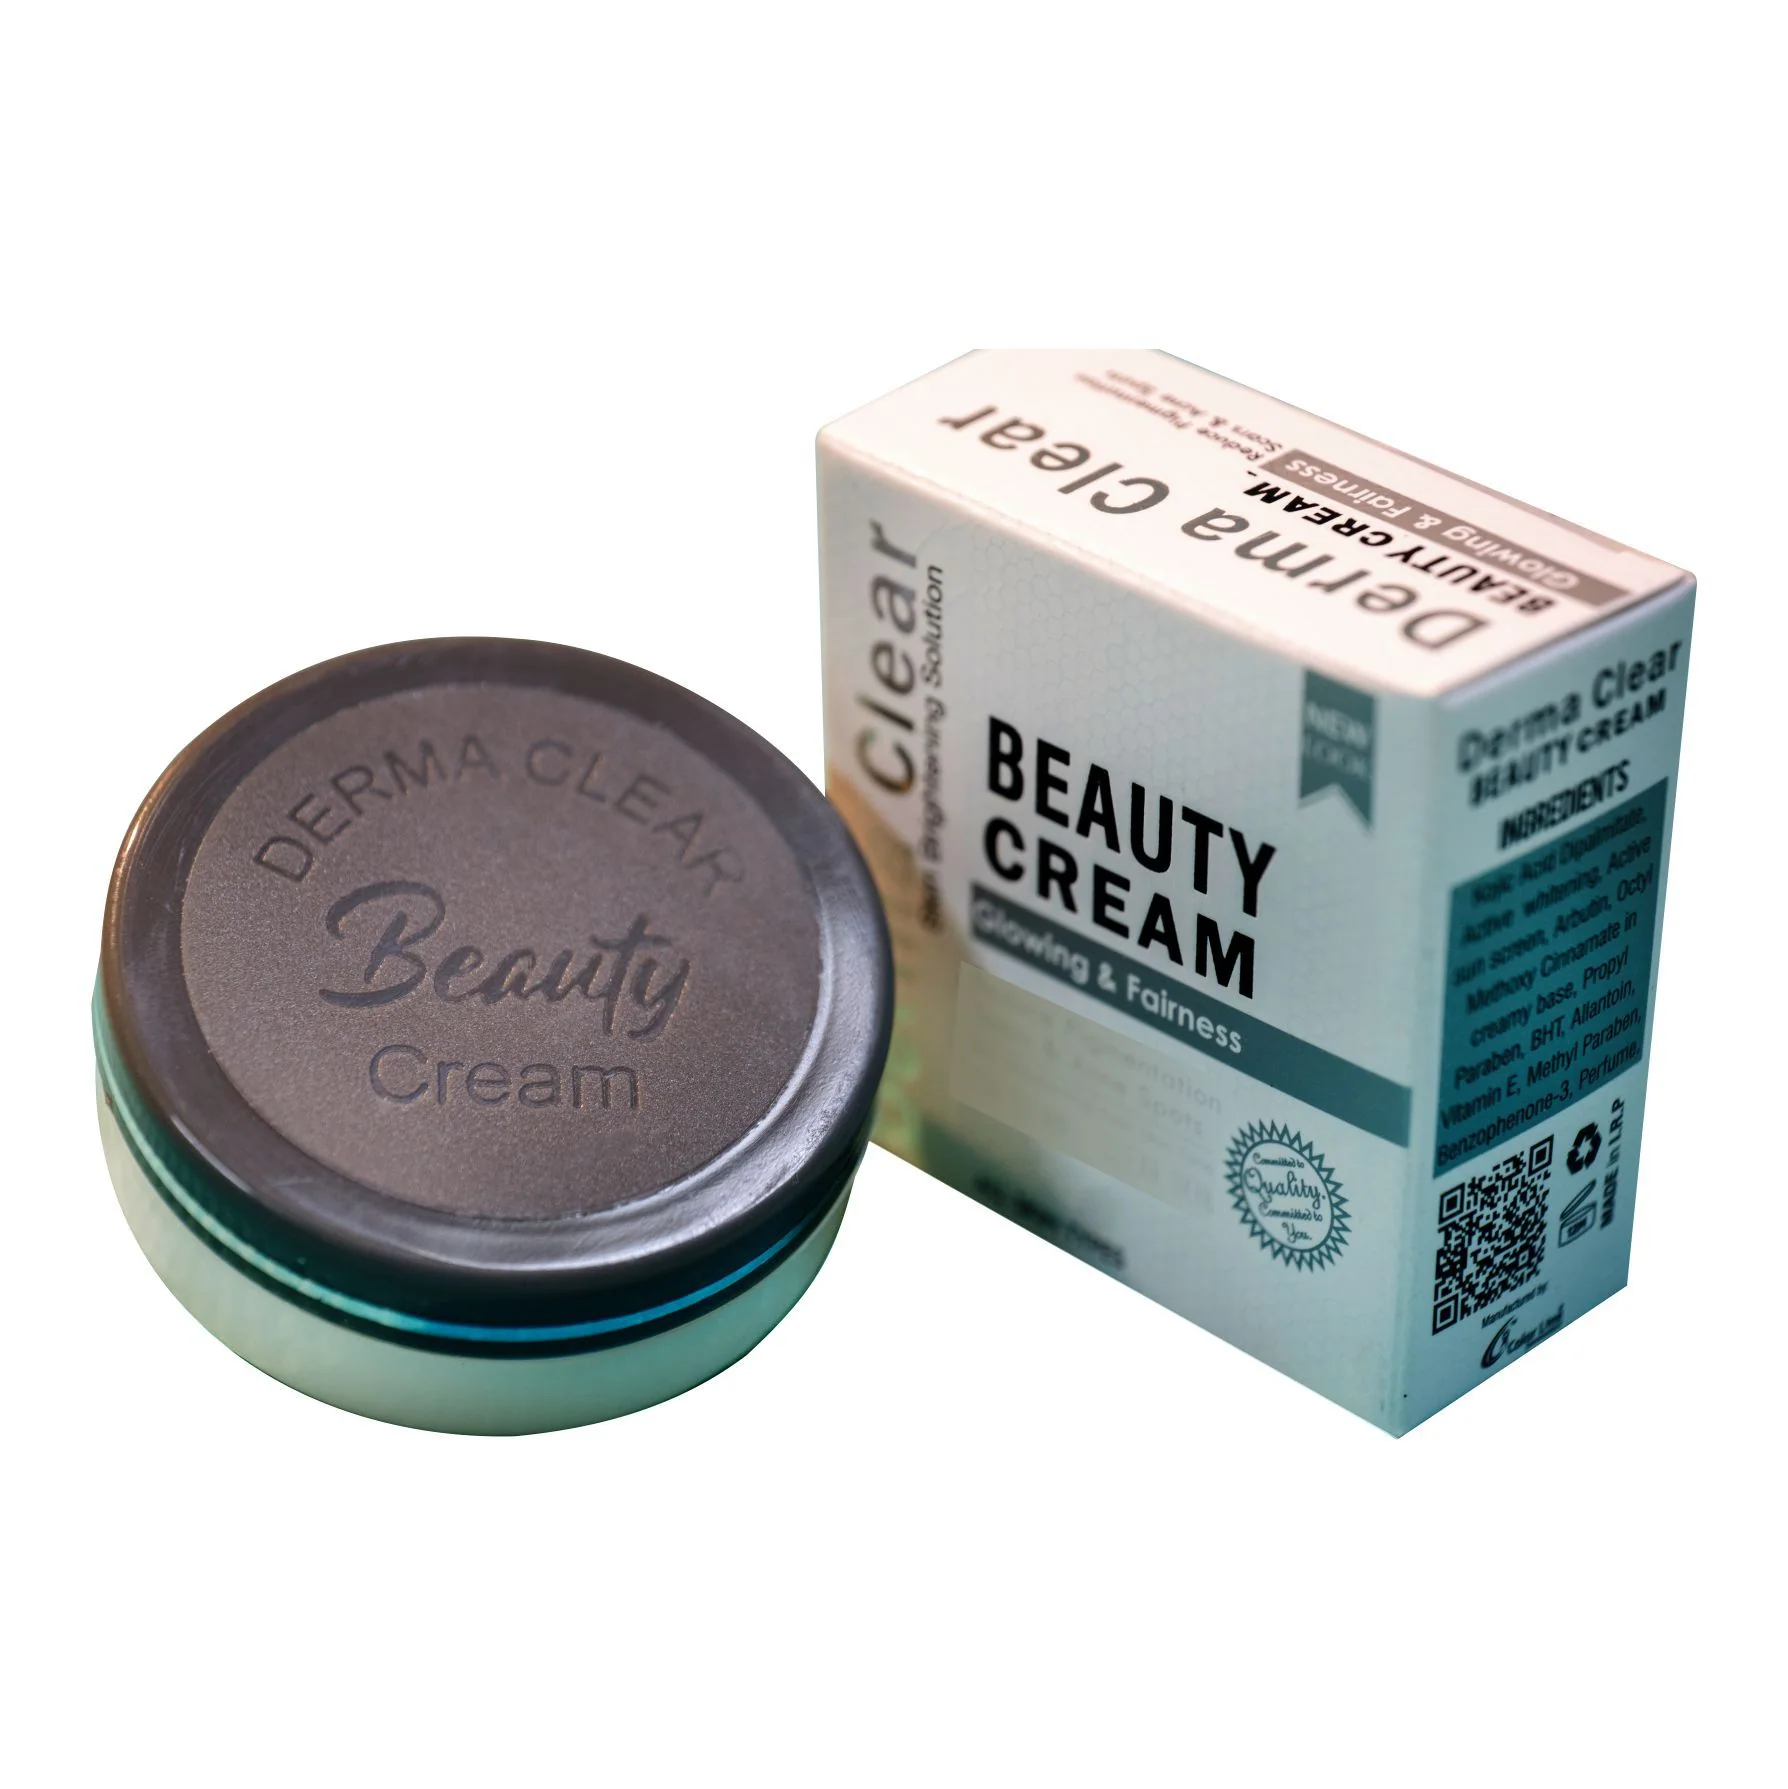 DERMA CLEAR
Beauty
Cream
Derma Clear
BEAUTY CREAM
Glowing & Fairness
Reduce Pigmentation
Scars & Acne Spots
Clear
Brightening Solution
NEW
LOOK
BEAUTY
CREAM
Glowing & Fairness
Committed to
Quality.
Committed to
You.
Derma Clear
BEAUTY CREAM
INGREDIENTS
Kojic Acid Dipalmitate,
Active whitening, Active
sun screen, Arbutin, Octyl
Methoxy Cinnamate in
creamy base, Propyl
Paraben, BHT, Allantoin,
Vitamin E, Methyl Paraben,
Benzophenone-3, Perfume,
MADE in
Manufactured by